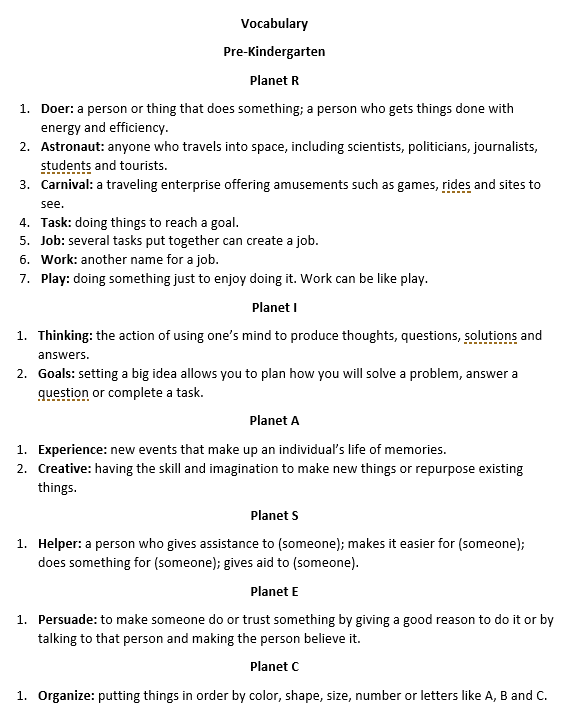 Vocabulary
Pre-Kindergarten
Planet R
1. Doer: a person or thing that does something; a person who gets things done with
energy and efficiency.
2. Astronaut: anyone who travels into space, including scientists, politicians, journalists,
students and tourists.
3. Carnival: a traveling enterprise offering amusements such as games, rides and sites to
see.
4. Task: doing things to reach a goal.
5. Job: several tasks put together can create a job.
6. Work: another name for a job.
7. Play: doing something just to enjoy doing it. Work can be like play.
Planet I
1. Thinking: the action of using one's mind to produce thoughts, questions, solutions and
answers.
2. Goals: setting a big idea allows you to plan how you will solve a problem, answer a
question or complete a task.
Planet A
1. Experience: new events that make up an individual's life of memories.
2. Creative: having the skill and imagination to make new things or repurpose existing
things.
Planet S
1. Helper: a person who gives assistance to (someone); makes it easier for (someone);
does something for (someone); gives aid to (someone).
Planet E
1. Persuade: to make someone do or trust something by giving a good reason to do it or by
talking to that person and making the person believe it.
Planet C
1. Organize: putting things in order by color, shape, size, number or letters like A, B and C.